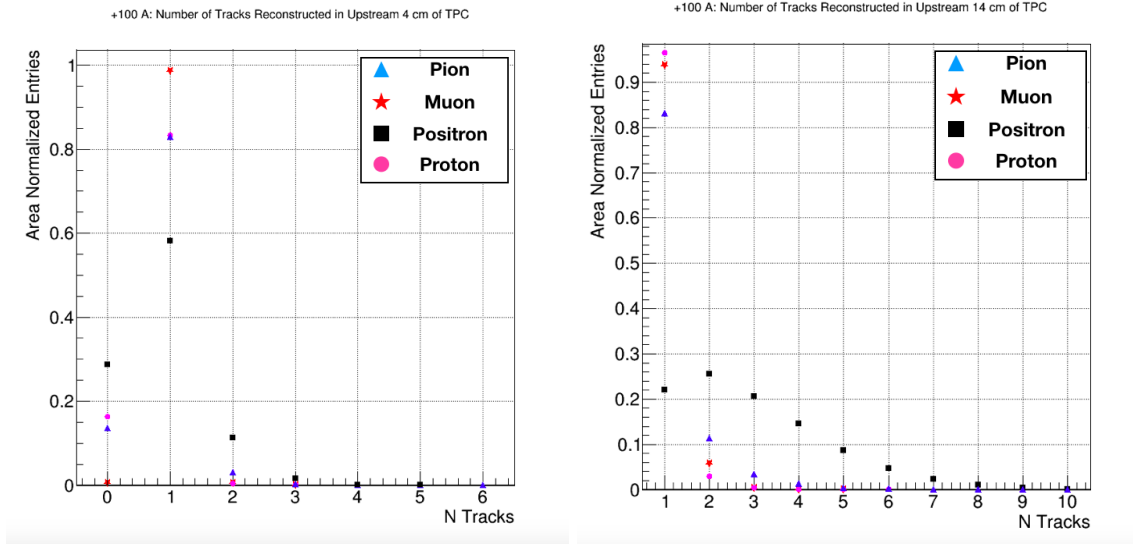 +100 A: Number of Tracks Reconstructed in Upstream 4 cm of TPC
Area Normalized Entries
1
0.8
0.6
0.4
0.2
0
Pion
Muon
Positron
Proton
0 1 2 3 4 5 6
N Tracks
+100 A: Number of Tracks Reconstructed in Upstream 14 cm of TPC
Area Normalized Entries
0.9
0.8
0.7
0.6
0.5
0.4
0.3
0.2
0.1
0
Pion
Muon
Positron
Proton
1 2 3 4 5 6 7 8 9 10
N Tracks